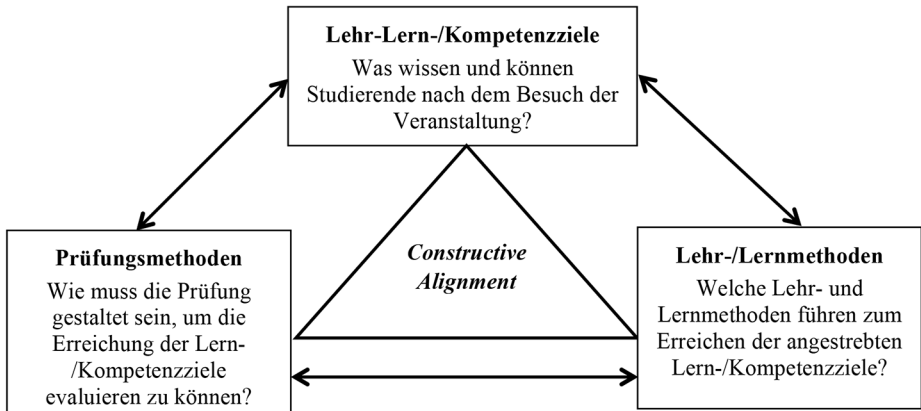 Lehr-Lern-/Kompetenzziele
Was wissen und können
Studierende nach dem Besuch der
Veranstaltung?
Prüfungsmethoden
Wie muss die Prüfung
gestaltet sein, um die
Erreichung der Lern-
/Kompetenzziele
evaluieren zu können?
Constructive
Alignment
Lehr-/Lernmethoden
Welche Lehr- und
Lernmethoden führen zum
Erreichen der angestrebten
Lern-/Kompetenzziele?